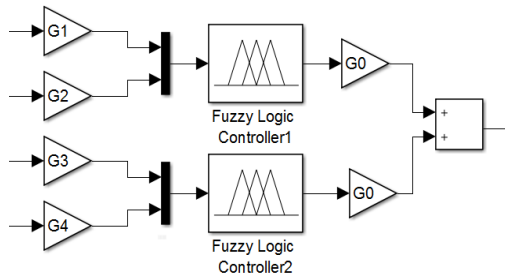 G1
G2
Fuzzy Logic
Controller1
G0
+
+
G3
G4
Fuzzy Logic
Controller2
G0